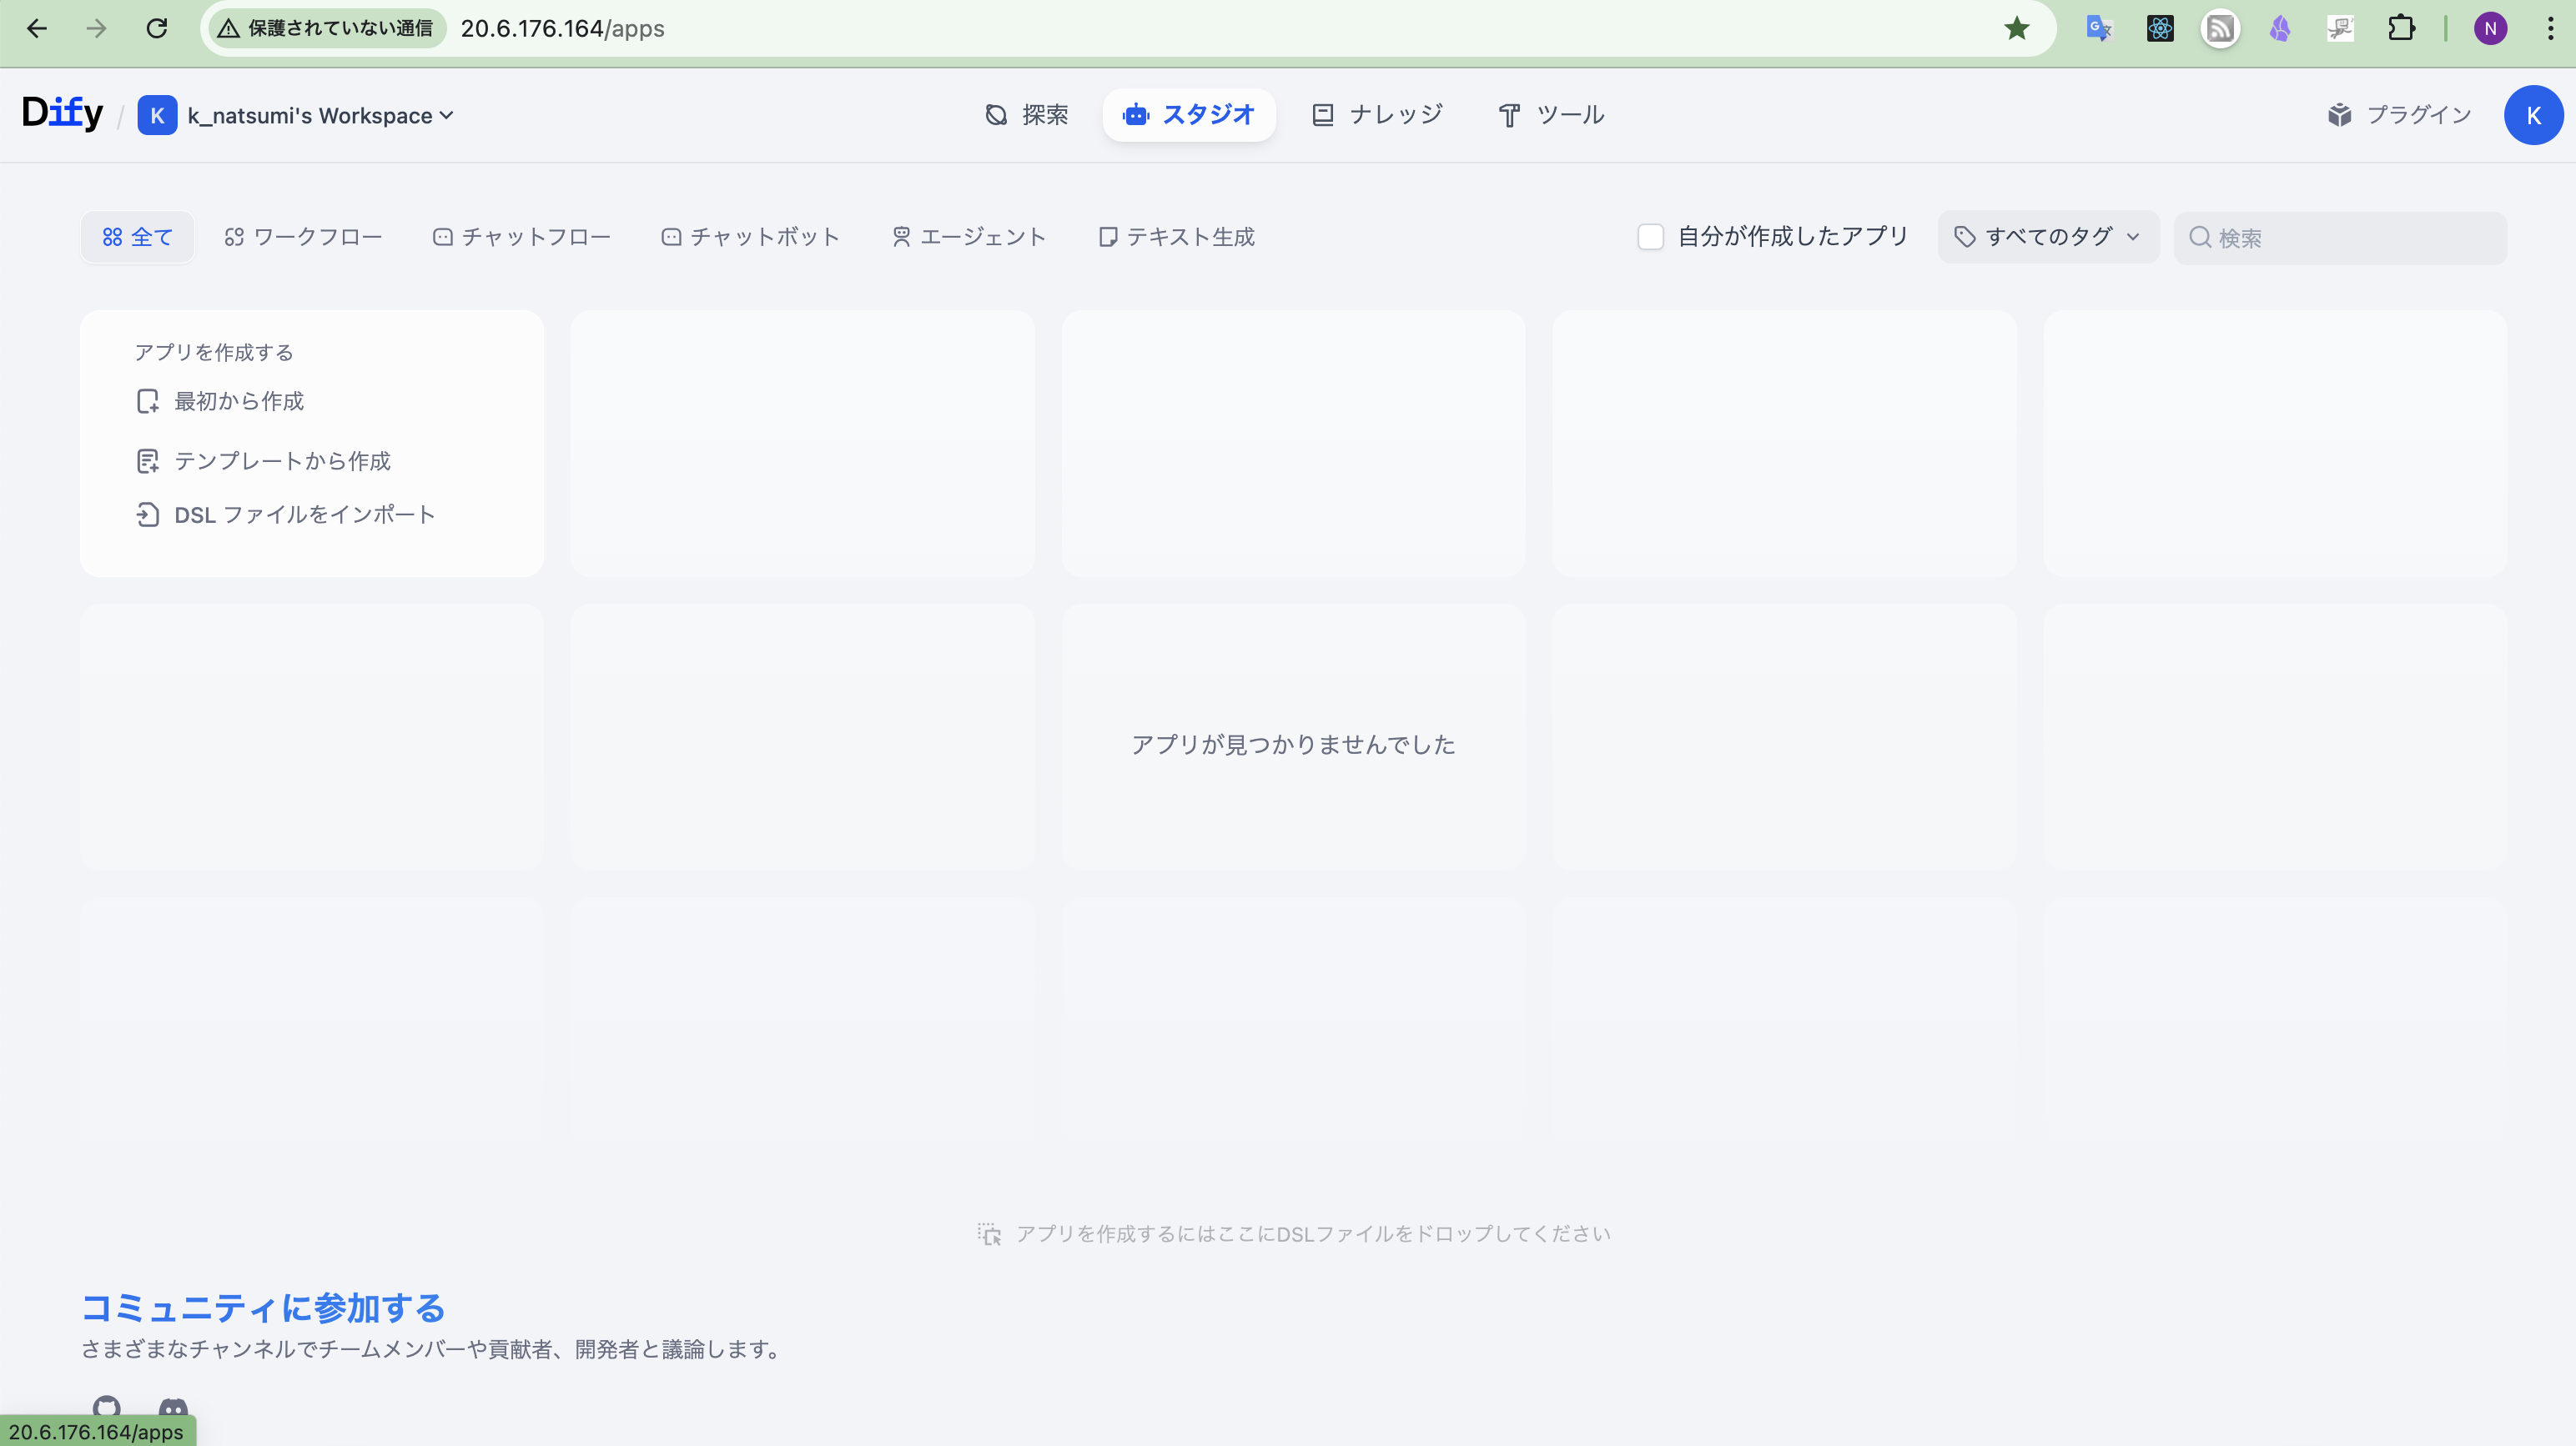 保護されていない通信 20.6.176.164/apps N
Dify / K k_natsumi's Workspace 探索 スタジオ ナレッジ ツール プラグイン K
全て ワークフロー チャットフロー チャットボット エージェント テキスト生成 自分が作成したアプリ すべてのタグ 検索
アプリを作成する
最初から作成
テンプレートから作成
DSL ファイルをインポート
アプリが見つかりませんでした
アプリを作成するにはここにDSLファイルをドロップしてください
コミュニティに参加する
さまざまなチャンネルでチームメンバーや貢献者、開発者と議論します。
20.6.176.164/apps